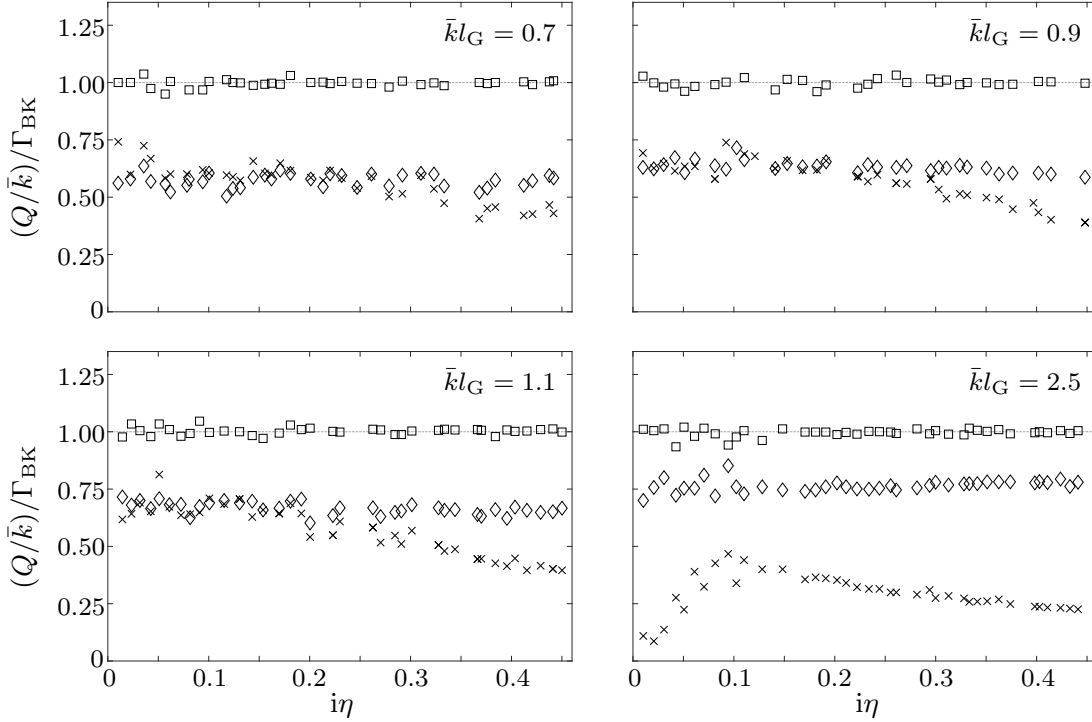 1.25
1.00
0.75
0.50
0.25
0
(Q/k̄)/Γ_BK
k̄l_G = 0.7
k̄l_G = 0.9
1.25
1.00
0.75
0.50
0.25
0
(Q/k̄)/Γ_BK
k̄l_G = 1.1
k̄l_G = 2.5
0 0.1 0.2 0.3 0.4
iη
0 0.1 0.2 0.3 0.4
iη